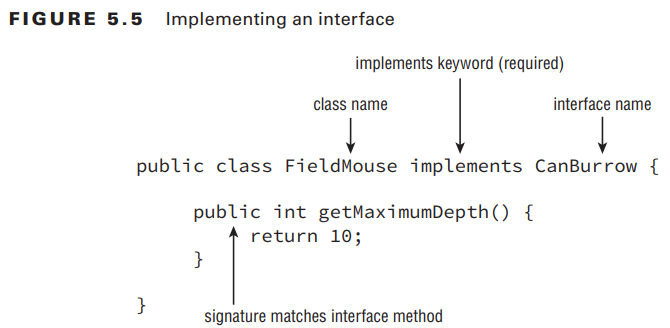 FIGURE 5.5 Implementing an interface
implements keyword (required)
class name interface name
public class FieldMouse implements CanBurrow {
public int getMaximumDepth() {
return 10;
}
}
signature matches interface method